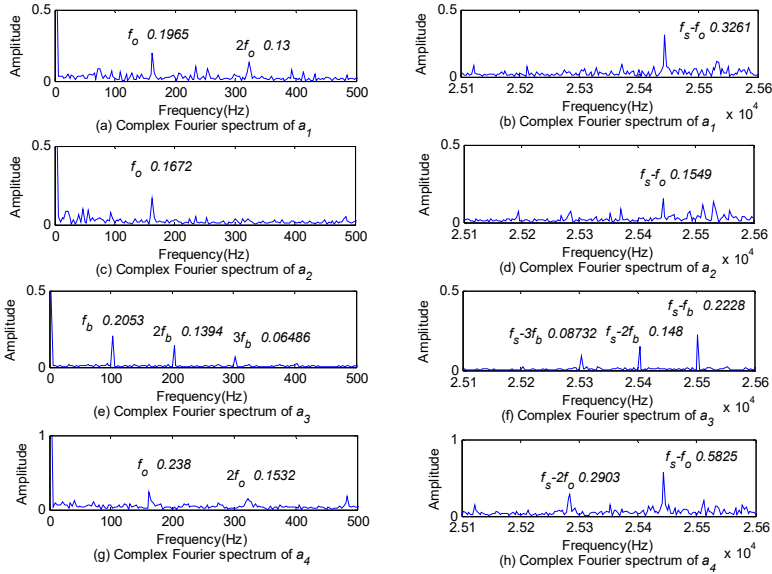 0.5
f_o 0.1965
2f_o 0.13
Amplitude
0
0 100 200 300 400 500
Frequency(Hz)
(a) Complex Fourier spectrum of a_1
0.5
f_s-f_o 0.3261
Amplitude
0
2.51 2.52 2.53 2.54 2.55 2.56
Frequency(Hz)
x 10^4
(b) Complex Fourier spectrum of a_1
0.5
f_o 0.1672
Amplitude
0
0 100 200 300 400 500
Frequency(Hz)
(c) Complex Fourier spectrum of a_2
0.5
f_s-f_o 0.1549
Amplitude
0
2.51 2.52 2.53 2.54 2.55 2.56
Frequency(Hz)
x 10^4
(d) Complex Fourier spectrum of a_2
0.5
f_b 0.2053
2f_b 0.1394
3f_b 0.06486
Amplitude
0
0 100 200 300 400 500
Frequency(Hz)
(e) Complex Fourier spectrum of a_3
0.5
f_s-f_b 0.2228
f_s-3f_b 0.08732 f_s-2f_b 0.148
Amplitude
0
2.51 2.52 2.53 2.54 2.55 2.56
Frequency(Hz)
x 10^4
(f) Complex Fourier spectrum of a_3
1
f_o 0.238
2f_o 0.1532
Amplitude
0
0 100 200 300 400 500
Frequency(Hz)
(g) Complex Fourier spectrum of a_4
1
f_s-f_o 0.5825
f_s-2f_o 0.2903
Amplitude
0
2.51 2.52 2.53 2.54 2.55 2.56
Frequency(Hz)
x 10^4
(h) Complex Fourier spectrum of a_4